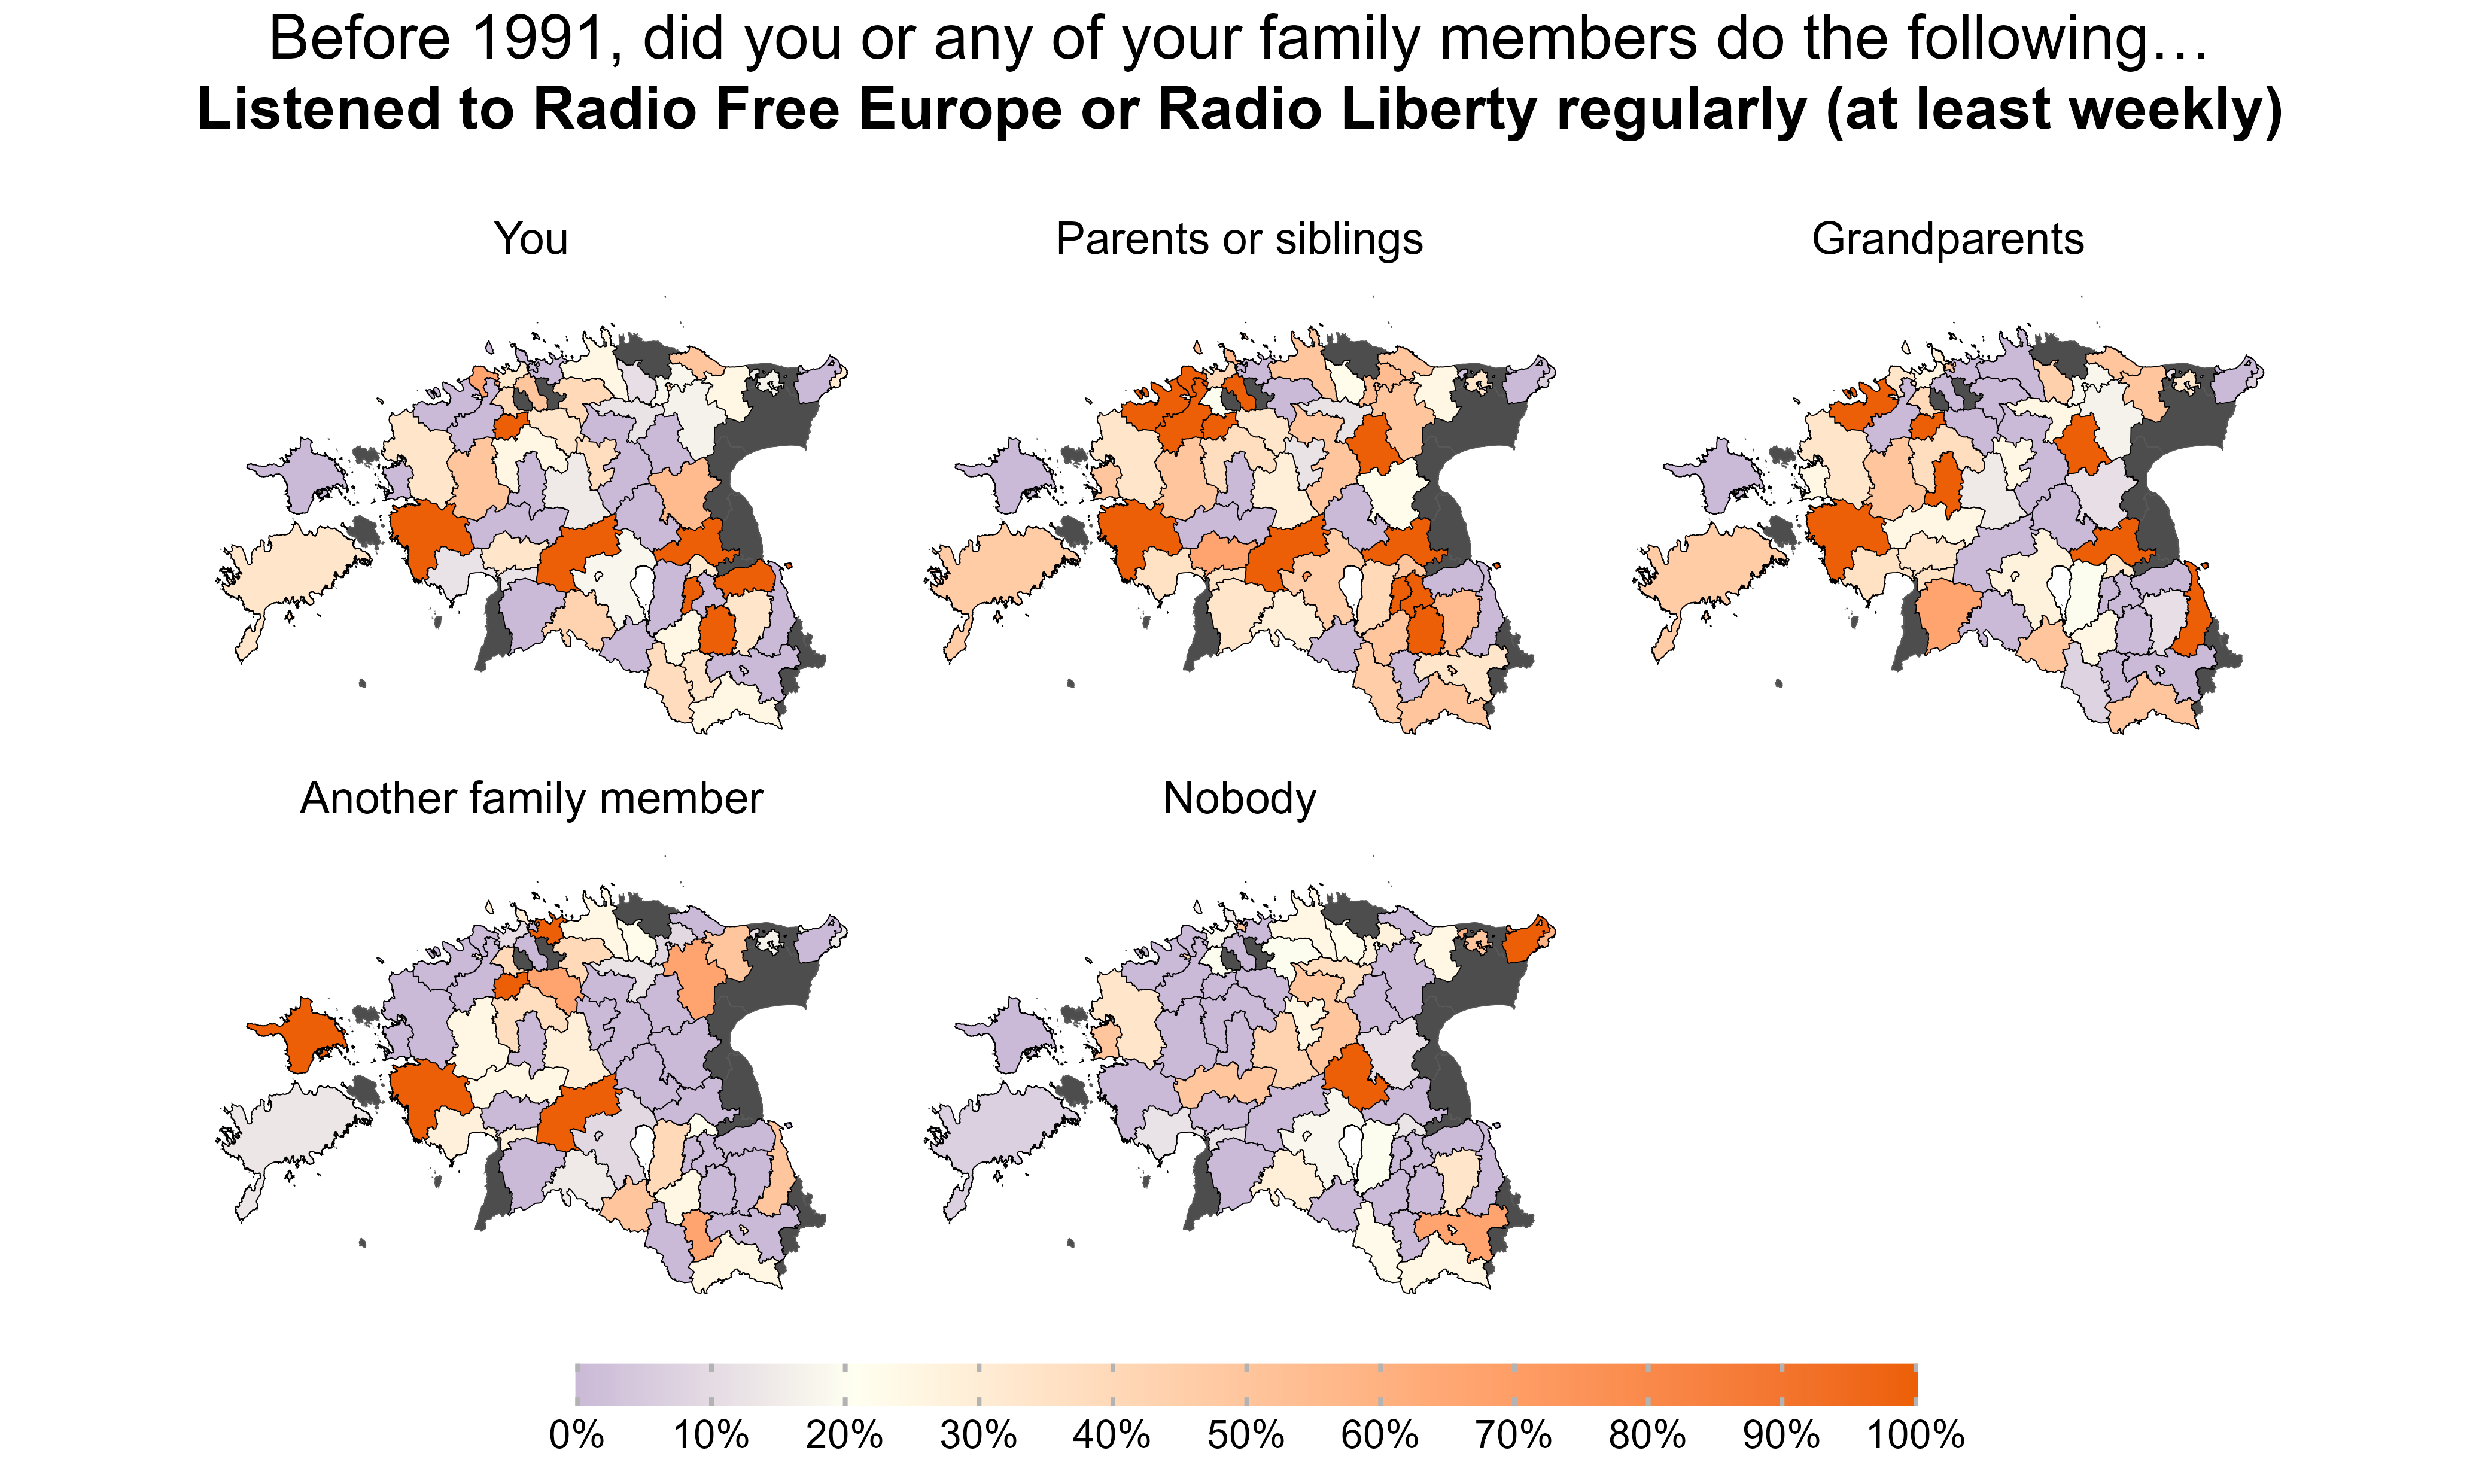 Before 1991, did you or any of your family members do the following…
Listened to Radio Free Europe or Radio Liberty regularly (at least weekly)
You
Parents or siblings
Grandparents
Another family member
Nobody
0% 10% 20% 30% 40% 50% 60% 70% 80% 90% 100%